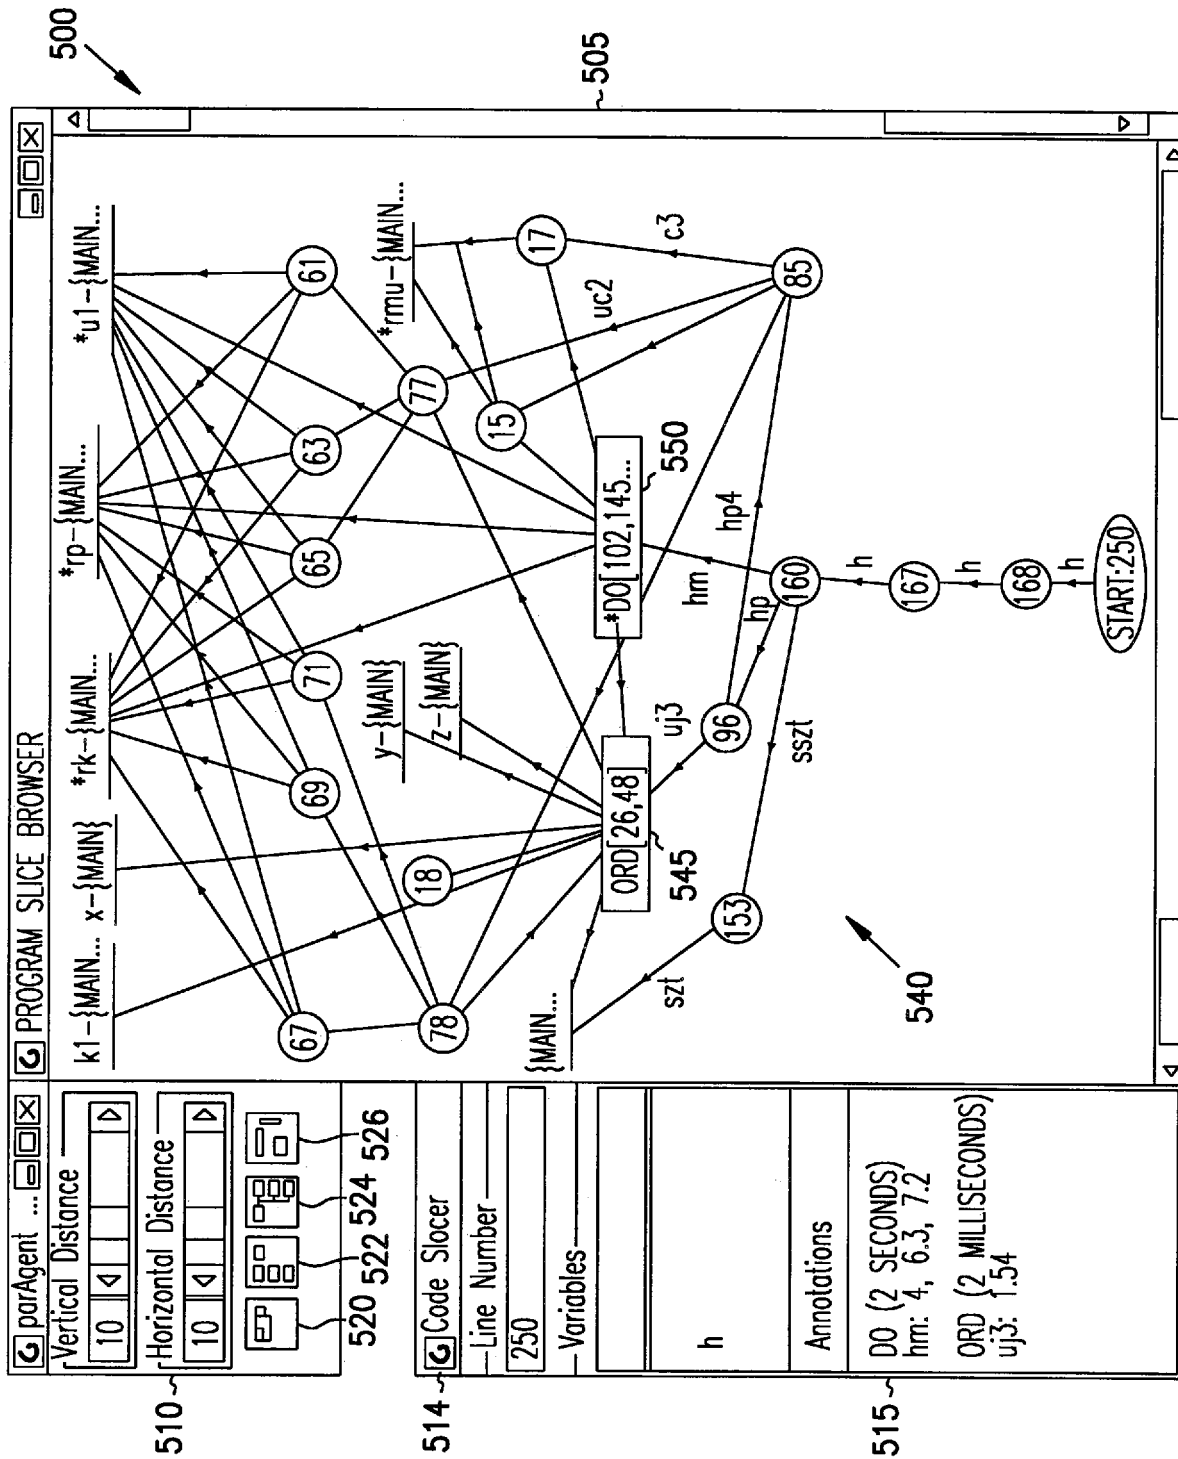 500
505
PROGRAM SLICE BROWSER
k1-{MAIN...
x-{MAIN}
*rk-{MAIN...
*rp-{MAIN...
*u1-{MAIN...
67
69
71
65
63
61
78
18
y-{MAIN}
z-{MAIN}
77
15
*rmu-{MAIN...
17
{MAIN...
ORD[26,48]
545
*DO[102,145...
550
uc2
c3
szt
uj3
hm
hp4
153
96
hp
160
85
sszt
h
167
h
168
h
START:250
540
parAgent ...
Vertical Distance
10
Horizontal Distance
10
510
520
522
524
526
514
Code Slocer
Line Number
250
Variables
h
Annotations
515
DO (2 SECONDS)
hm: 4, 6.3, 7.2
ORD (2 MILLISECONDS)
uj3: 1.54